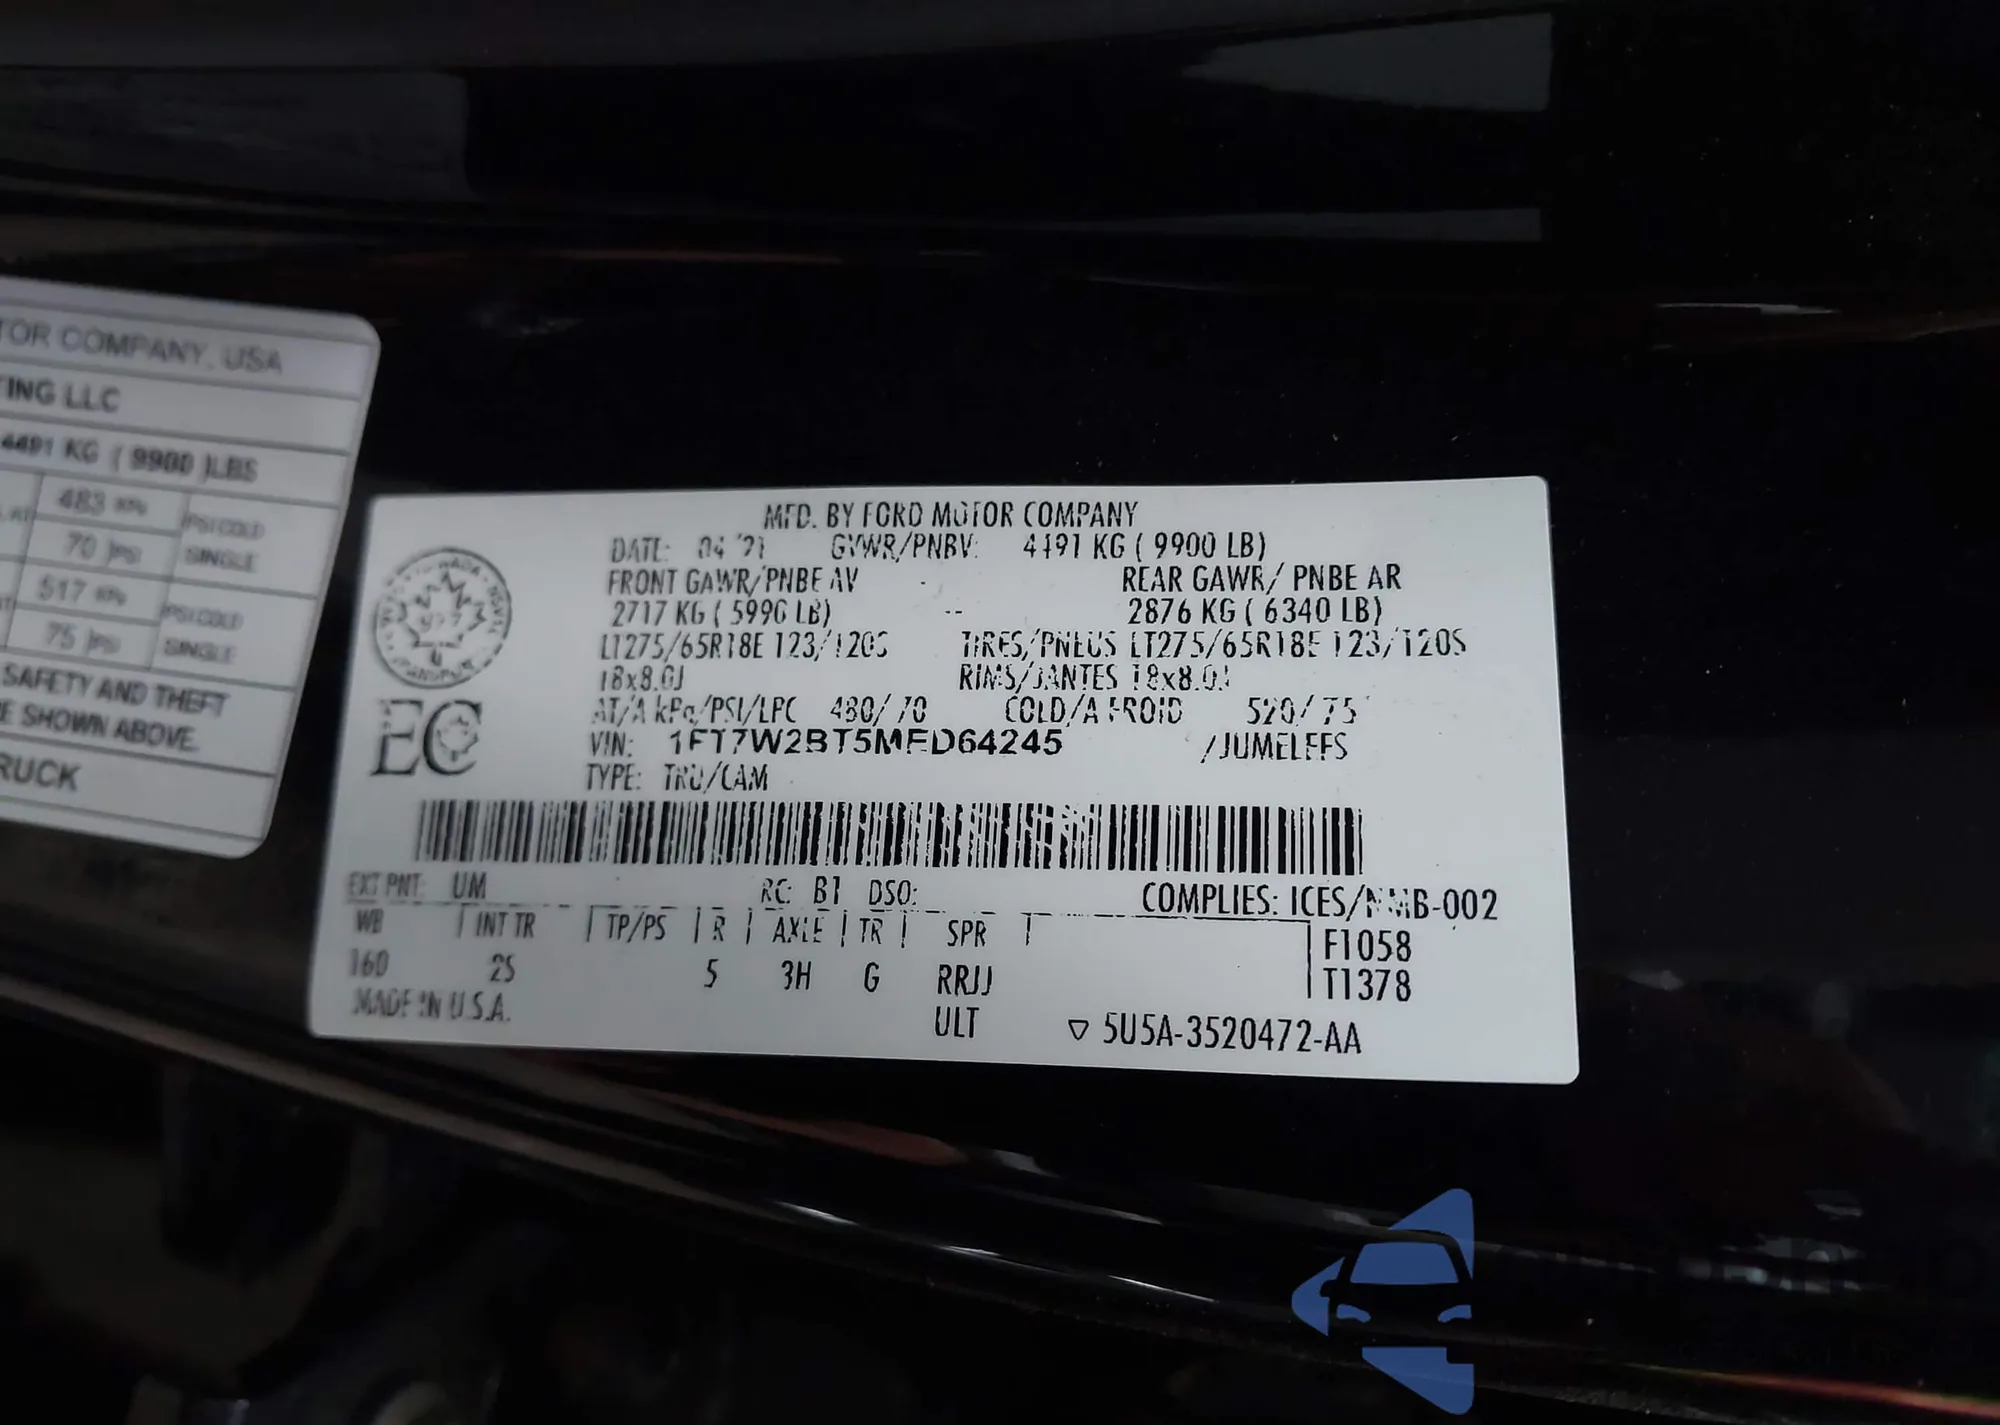 TOR COMPANY, USA
TING LLC
4491 KG ( 9900 )LBS
483 KPa
PSI COLD
70 )PSI
SINGLE
517 KPa
PSI COLD
75 )PSI
SINGLE
SAFETY AND THEFT
E SHOWN ABOVE.
RUCK
MFD. BY FORD MOTOR COMPANY
DATE: 04 '21 GVWR/PNBV: 4491 KG ( 9900 LB)
FRONT GAWR/PNBE AV REAR GAWR/ PNBE AR
2717 KG ( 5990 LB) 2876 KG ( 6340 LB)
LT275/65R18E 123/120S TIRES/PNEUS LT275/65R18E 123/120S
18x8.0J RIMS/JANTES 18x8.0J
AT/A kPa/PSI/LPC 480/ 70 COLD/A FROID 520/ 75
VIN: 1FT7W2BT5MED64245 /JUMELEES
TYPE: TRU/CAM
EC
EXT PNT: UM RC: B1 DSO: COMPLIES: ICES/NMB-002
WB | INT TR | TP/PS | R | AXLE | TR | SPR | F1058
160 2S 5 3H G RRJJ T1378
MADE IN U.S.A. ULT 5U5A-3520472-AA